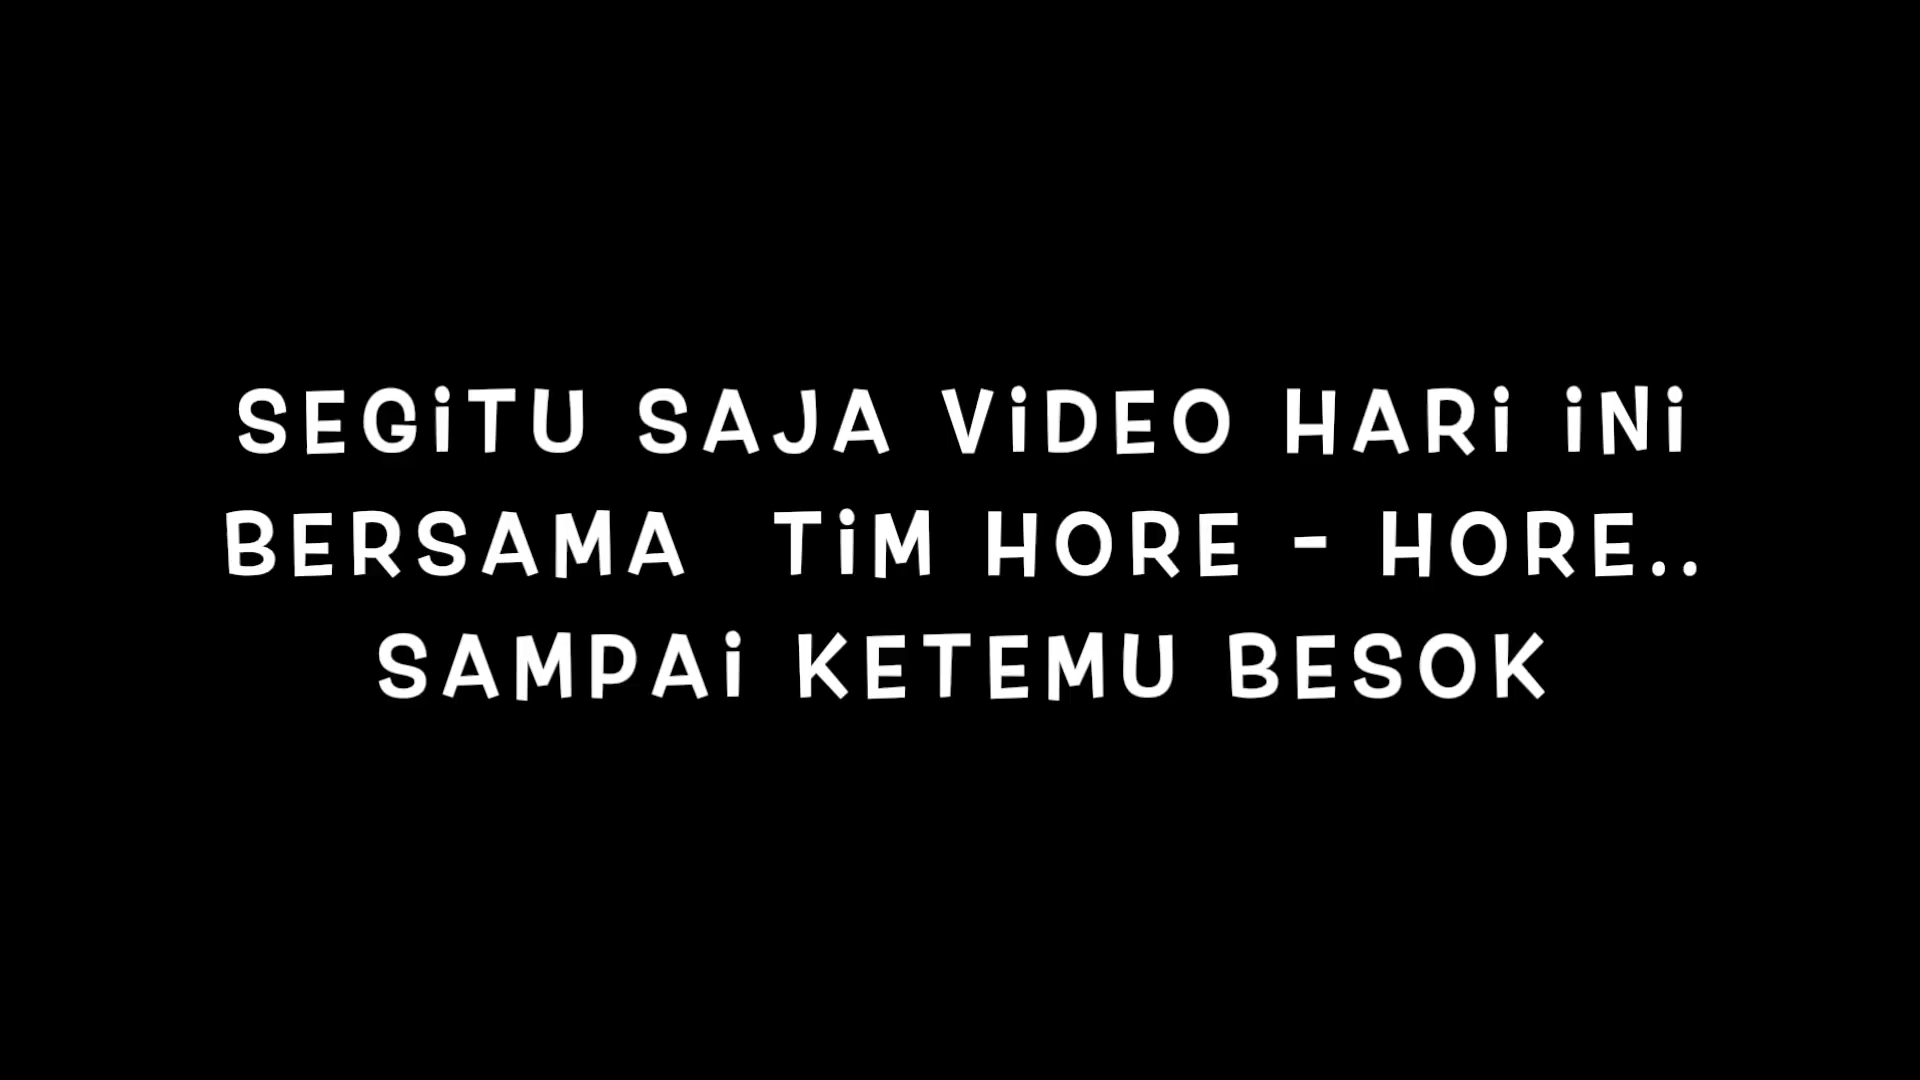 SEGiTU SAJA ViDEO HARi iNi
BERSAMA TiM HORE - HORE..
SAMPAi KETEMU BESOK